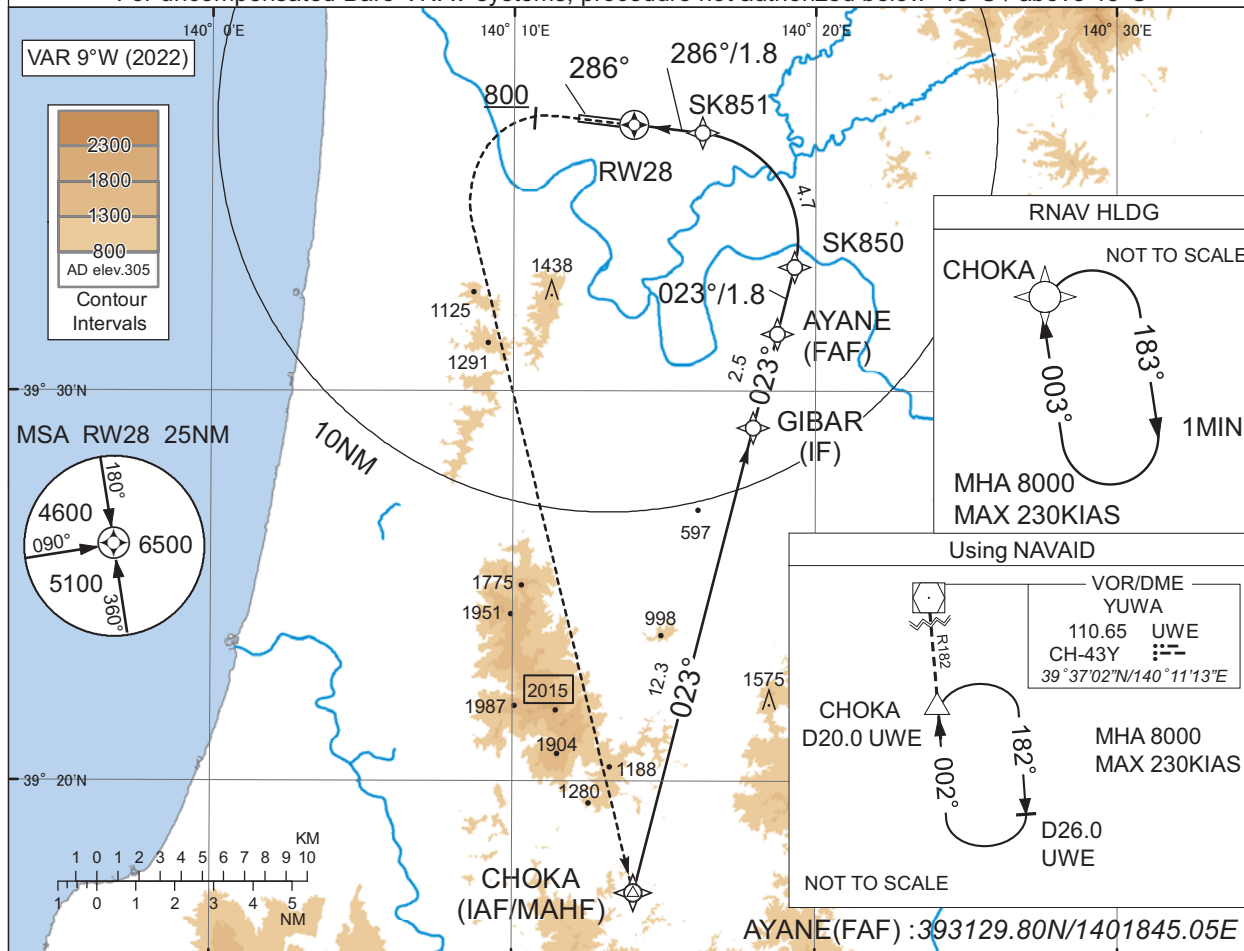 VAR 9°W (2022)
140° 0'E
140° 10'E
140° 20'E
140° 30'E
2300
1800
1300
800
AD elev.305
Contour
Intervals
800
286°
286°/1.8
SK851
RW28
4.7
SK850
023°/1.8
AYANE
(FAF)
2.5
023°
GIBAR
(IF)
1438
1125
1291
39° 30'N
10NM
MSA RW28 25NM
180°
4600
090°
6500
5100
360°
597
1775
1951
998
1987
2015
1904
1188
1280
12.3
023°
1575
39° 20'N
CHOKA
(IAF/MAHF)
KM
1 0 1 2 3 4 5 6 7 8 9 10
1 0 1 2 3 4 5
NM
RNAV HLDG
NOT TO SCALE
CHOKA
183°
003°
1MIN
MHA 8000
MAX 230KIAS
Using NAVAID
VOR/DME
YUWA
110.65 UWE
CH-43Y
39°37'02"N/140°11'13"E
R182
CHOKA
D20.0 UWE
182°
002°
MHA 8000
MAX 230KIAS
D26.0
UWE
NOT TO SCALE
AYANE(FAF) :393129.80N/1401845.05E